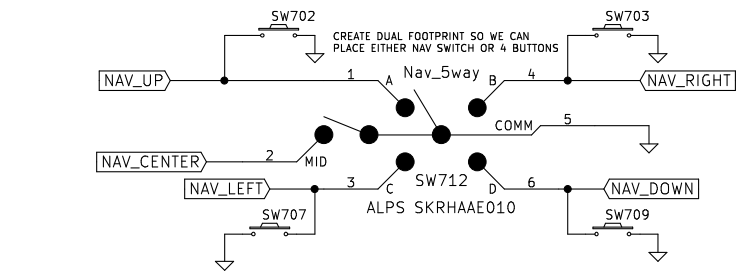 SW702
SW703
CREATE DUAL FOOTPRINT SO WE CAN
PLACE EITHER NAV SWITCH OR 4 BUTTONS
NAV_UP
1
A
Nav_5way
B
4
NAV_RIGHT
COMM
5
NAV_CENTER
2
MID
NAV_LEFT
3
C
SW712
D
6
NAV_DOWN
ALPS SKRHAAE010
SW707
SW709